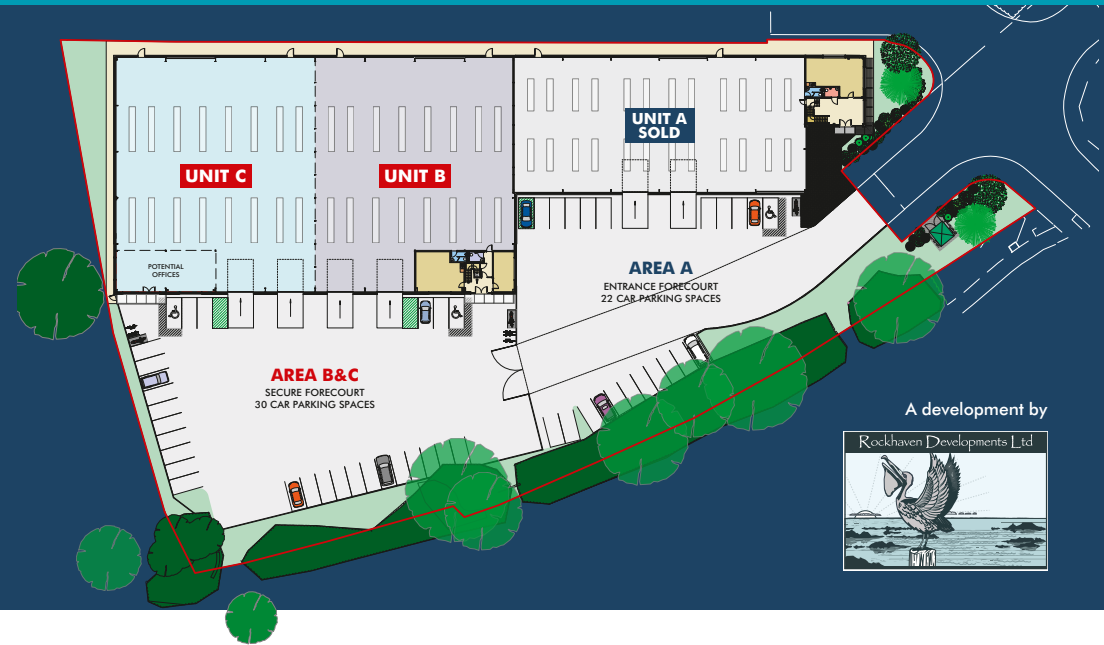 UNIT A
SOLD
UNIT C
UNIT B
POTENTIAL
OFFICES
AREA A
ENTRANCE FORECOURT
22 CAR PARKING SPACES
AREA B&C
SECURE FORECOURT
30 CAR PARKING SPACES
A development by
Rockhaven Developments Ltd